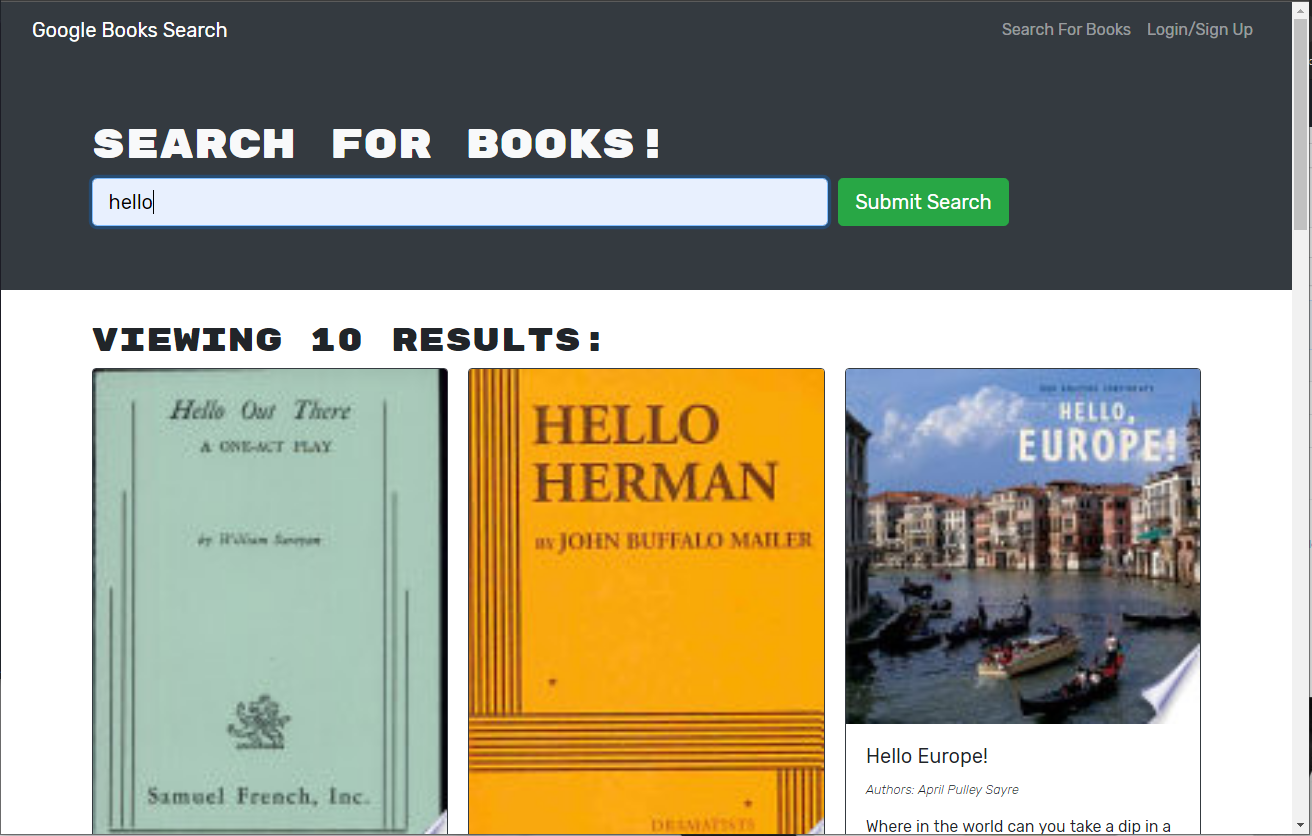 Google Books Search
Search For Books Login/Sign Up
SEARCH FOR BOOKS!
hello
Submit Search
VIEWING 10 RESULTS:
Hello Out There
A ONE-ACT PLAY
by William Saroyan
Samuel French, Inc.
HELLO
HERMAN
BY JOHN BUFFALO MAILER
DRAMATISTS
HELLO,
EUROPE!
Hello Europe!
Authors: April Pulley Sayre
Where in the world can you take a dip in a